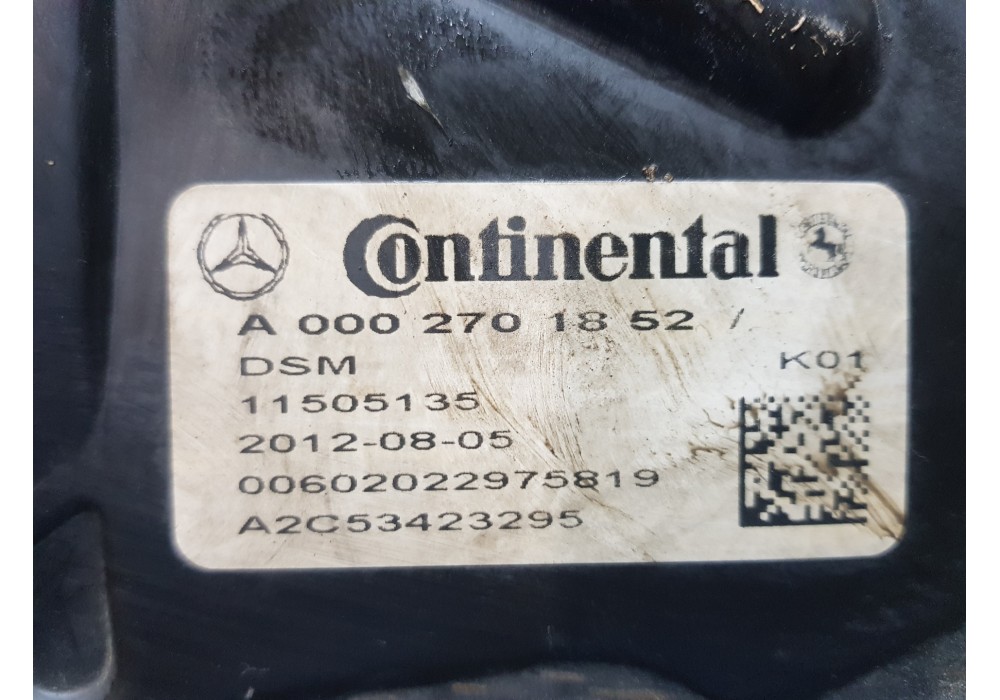 Continental
A 000 270 18 52 /
DSM K01
11505135
2012-08-05
00602022975819
A2C53423295